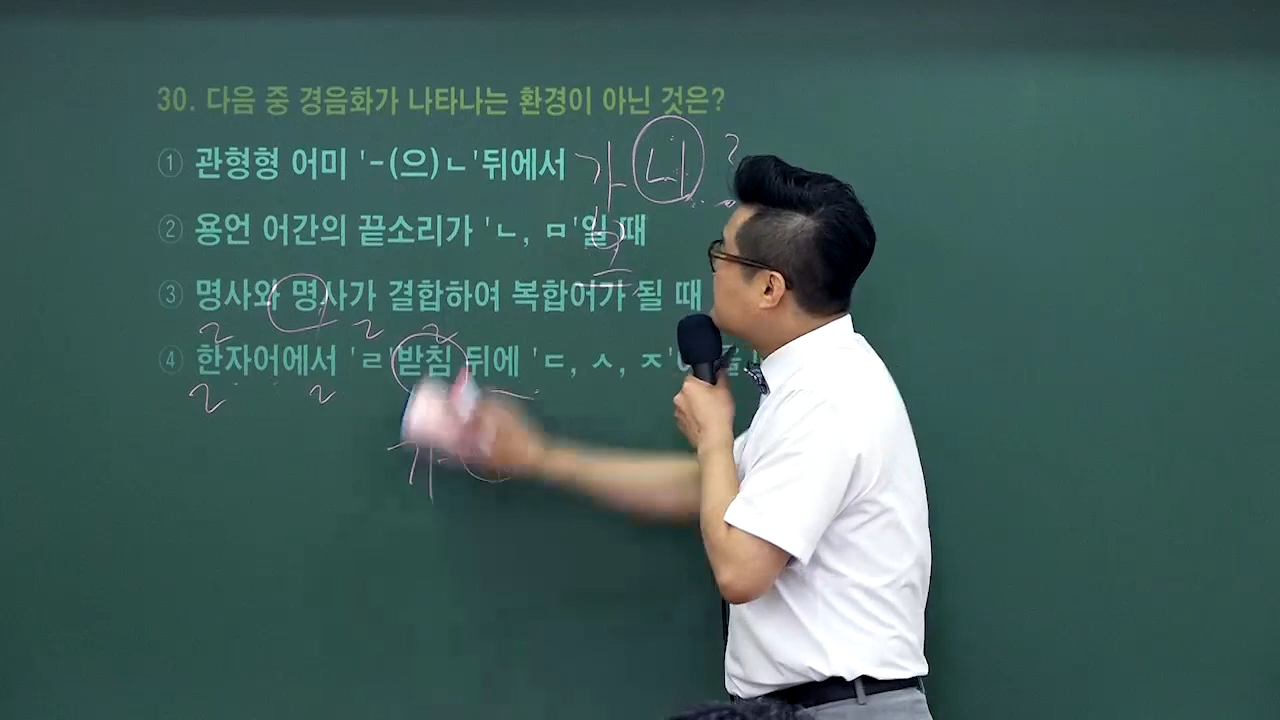 30. 다음 중 경음화가 나타나는 환경이 아닌 것은?
① 관형형 어미 '-(으)ㄴ'뒤에서
② 용언 어간의 끝소리가 'ㄴ, ㅁ'일 때
③ 명사와 명사가 결합하여 복합어가 될 때
④ 한자어에서 'ㄹ'받침 뒤에 'ㄷ, ㅅ, ㅈ'